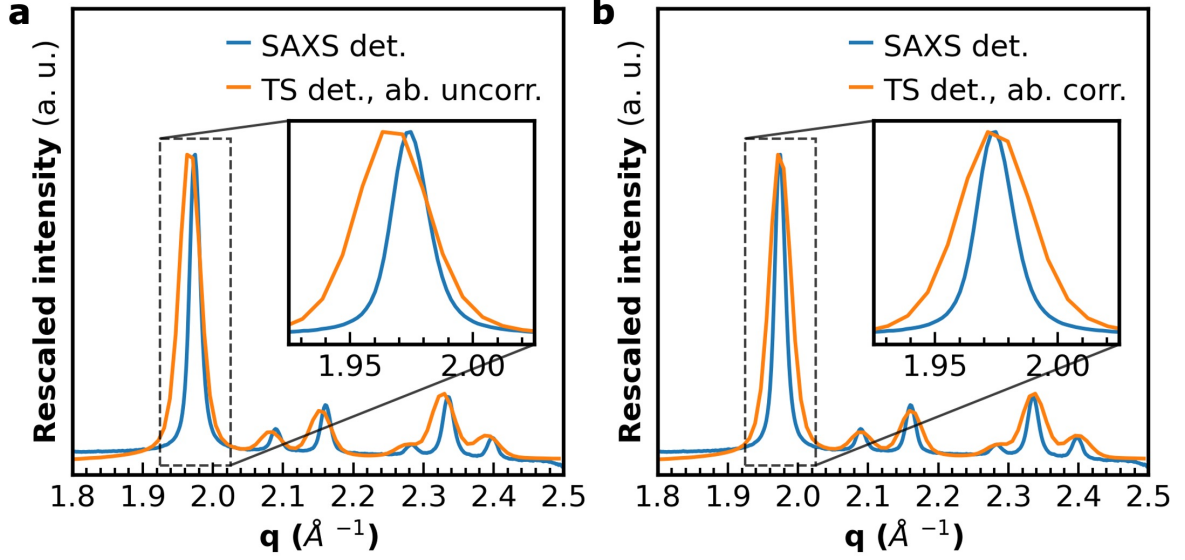 a
SAXS det.
TS det., ab. uncorr.
Rescaled intensity (a. u.)
1.95 2.00
1.8 1.9 2.0 2.1 2.2 2.3 2.4 2.5
q (Å ⁻¹)
b
SAXS det.
TS det., ab. corr.
Rescaled intensity (a. u.)
1.95 2.00
1.8 1.9 2.0 2.1 2.2 2.3 2.4 2.5
q (Å ⁻¹)